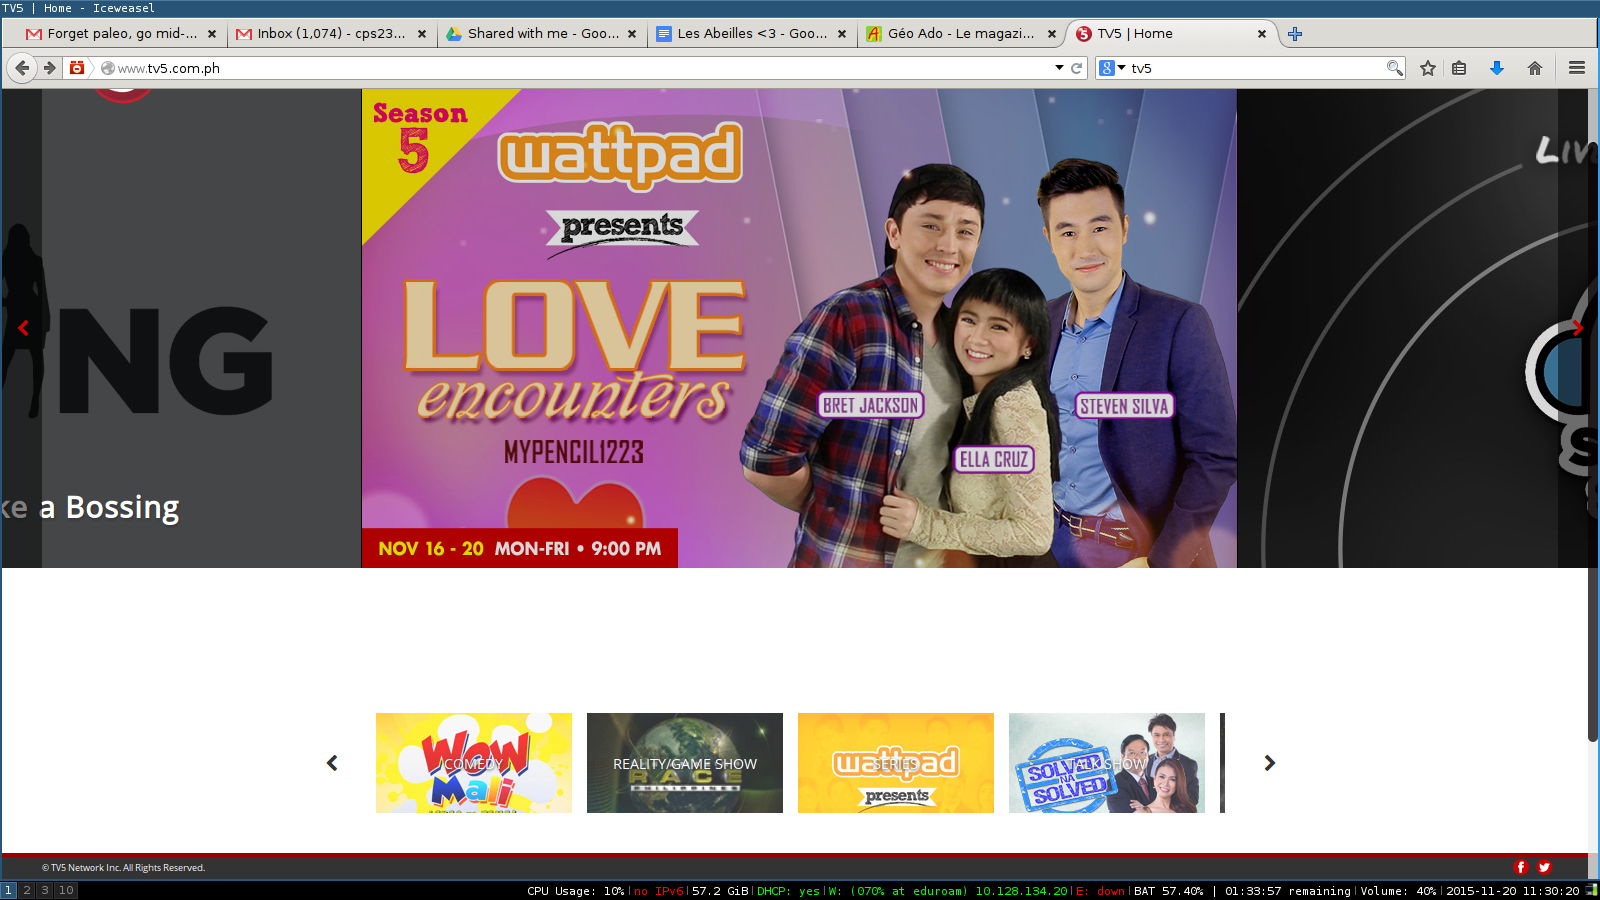 TV5 | Home - Iceweasel
Forget paleo, go mid-...
Inbox (1,074) - cps23...
Shared with me - Goo...
Les Abeilles <3 - Goo...
Géo Ado - Le magazi...
TV5 | Home
www.tv5.com.ph
tv5
Season
5
wattpad
presents
LOVE
encounters
MYPENCIL1223
NOV 16 - 20 MON-FRI • 9:00 PM
BRET JACKSON
ELLA CRUZ
STEVEN SILVA
NG
ke a Bossing
LIV
WOW
Mali
COMEDY
REALITY/GAME SHOW
RACE
PHILIPPINES
wattpad
SERIES
presents
SOLVED
NA
SOLVED
TALK SHOW
© TV5 Network Inc. All Rights Reserved.
1 2 3 10
CPU Usage: 10%|no IPv6|57.2 GiB|DHCP: yes|W: (070% at eduroam) 10.128.134.20|E: down|BAT 57.40% | 01:33:57 remaining|Volume: 40%|2015-11-20 11:30:20